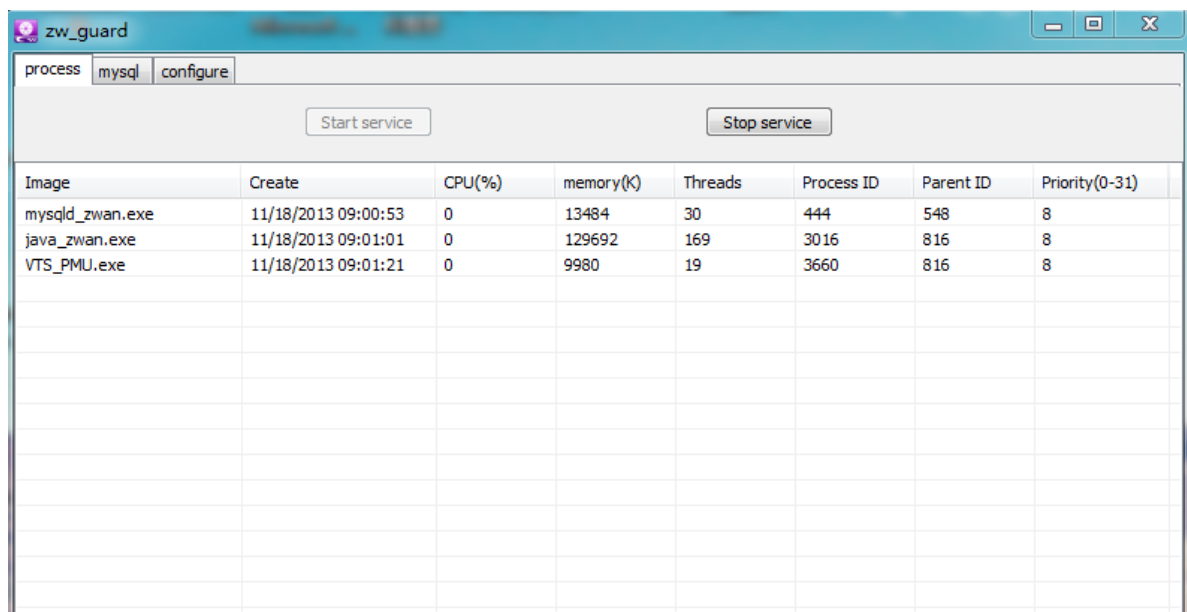 zw_guard
process mysql configure
Start service Stop service
Image Create CPU(%) memory(K) Threads Process ID Parent ID Priority(0-31)
mysqld_zwan.exe 11/18/2013 09:00:53 0 13484 30 444 548 8
java_zwan.exe 11/18/2013 09:01:01 0 129692 169 3016 816 8
VTS_PMU.exe 11/18/2013 09:01:21 0 9980 19 3660 816 8